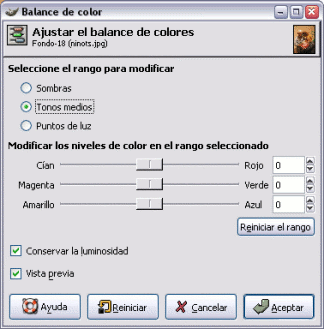 Balance de color
Ajustar el balance de colores
Fondo-18 (ninots.jpg)
Seleccione el rango para modificar
Sombras
Tonos medios
Puntos de luz
Modificar los niveles de color en el rango seleccionado
Cían Rojo 0
Magenta Verde 0
Amarillo Azul 0
Reiniciar el rango
Conservar la luminosidad
Vista previa
Ayuda Reiniciar Cancelar Aceptar